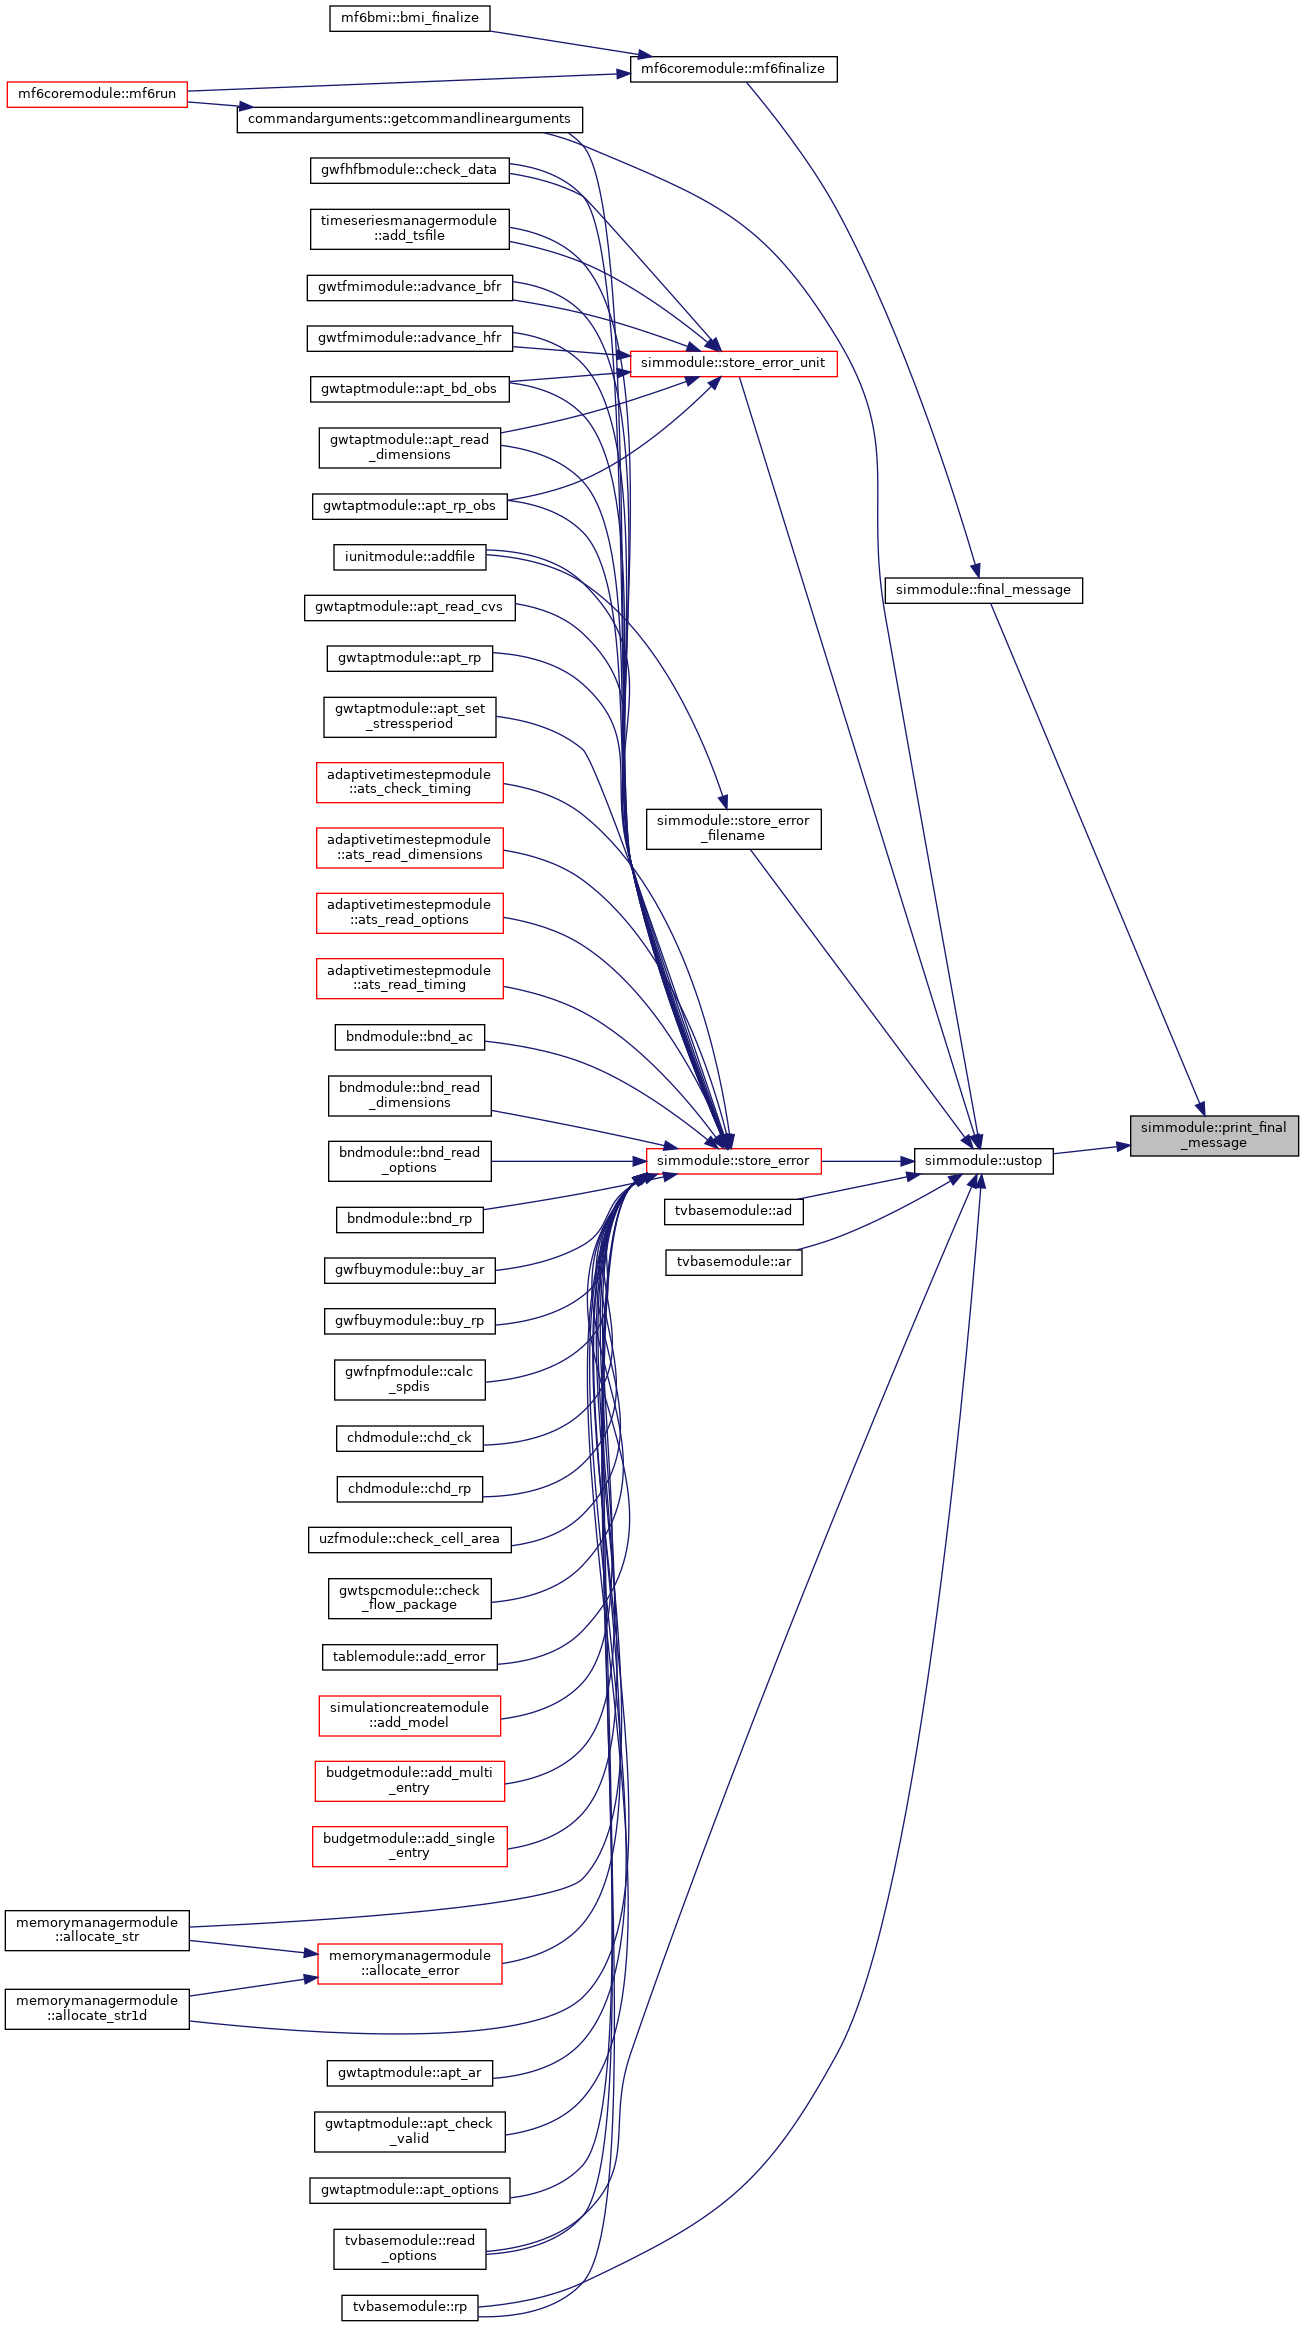 mf6bmi::bmi_finalize
mf6coremodule::mf6finalize
mf6coremodule::mf6run
commandarguments::getcommandlinearguments
gwfhfbmodule::check_data
timeseriesmanagermodule
::add_tsfile
gwtfmimodule::advance_bfr
gwtfmimodule::advance_hfr
simmodule::store_error_unit
gwtaptmodule::apt_bd_obs
gwtaptmodule::apt_read
_dimensions
gwtaptmodule::apt_rp_obs
iunitmodule::addfile
simmodule::final_message
gwtaptmodule::apt_read_cvs
gwtaptmodule::apt_rp
gwtaptmodule::apt_set
_stressperiod
adaptivetimestepmodule
::ats_check_timing
simmodule::store_error
_filename
adaptivetimestepmodule
::ats_read_dimensions
adaptivetimestepmodule
::ats_read_options
adaptivetimestepmodule
::ats_read_timing
bndmodule::bnd_ac
bndmodule::bnd_read
_dimensions
simmodule::print_final
_message
bndmodule::bnd_read
_options
simmodule::store_error
simmodule::ustop
bndmodule::bnd_rp
tvbasemodule::ad
gwfbuymodule::buy_ar
tvbasemodule::ar
gwfbuymodule::buy_rp
gwfnpfmodule::calc
_spdis
chdmodule::chd_ck
chdmodule::chd_rp
uzfmodule::check_cell_area
gwtspcmodule::check
_flow_package
tablemodule::add_error
simulationcreatemodule
::add_model
budgetmodule::add_multi
_entry
budgetmodule::add_single
_entry
memorymanagermodule
::allocate_str
memorymanagermodule
::allocate_error
memorymanagermodule
::allocate_str1d
gwtaptmodule::apt_ar
gwtaptmodule::apt_check
_valid
gwtaptmodule::apt_options
tvbasemodule::read
_options
tvbasemodule::rp